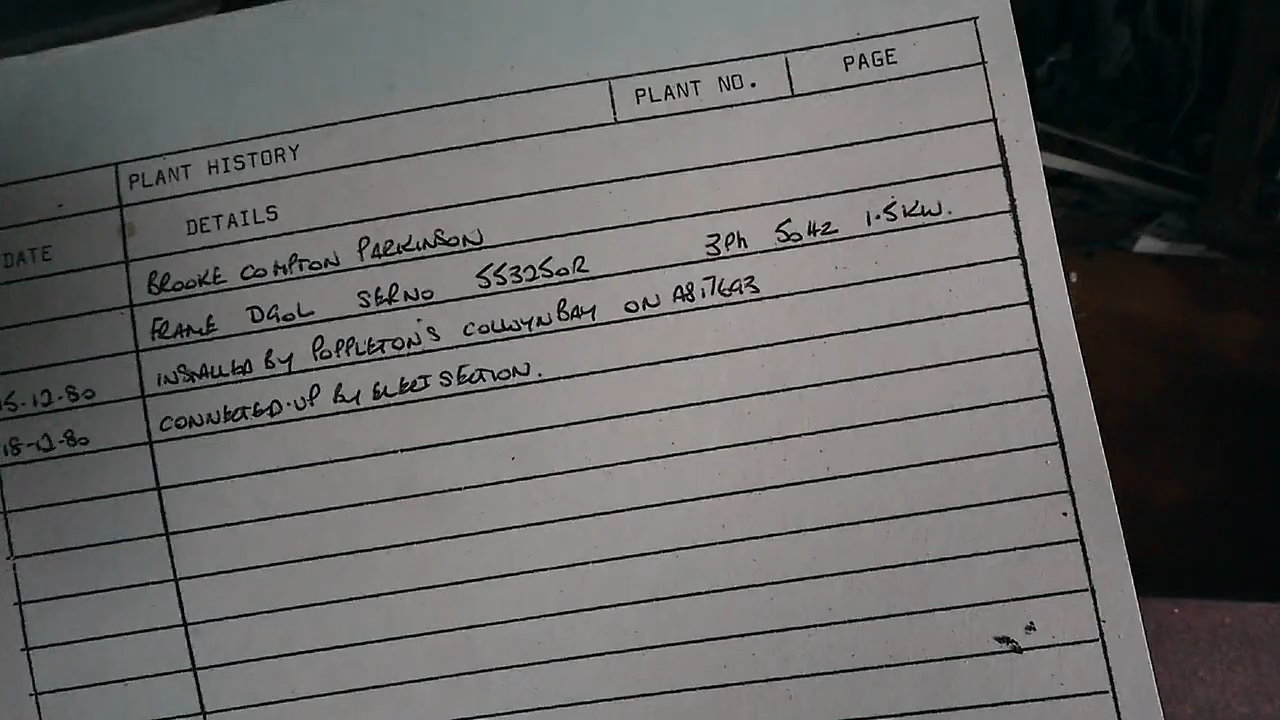 PLANT HISTORY PLANT NO. PAGE
DATE DETAILS
BROOKE COMPTON PARKINSON
FRAME D90L SERNO 553250R 3Ph 50HZ 1.5KW.
15.12.80 INSTALLED BY POPPLETON'S COLWYN BAY ON
18-12-80 CONNECTED-UP By ELECT SECTION.